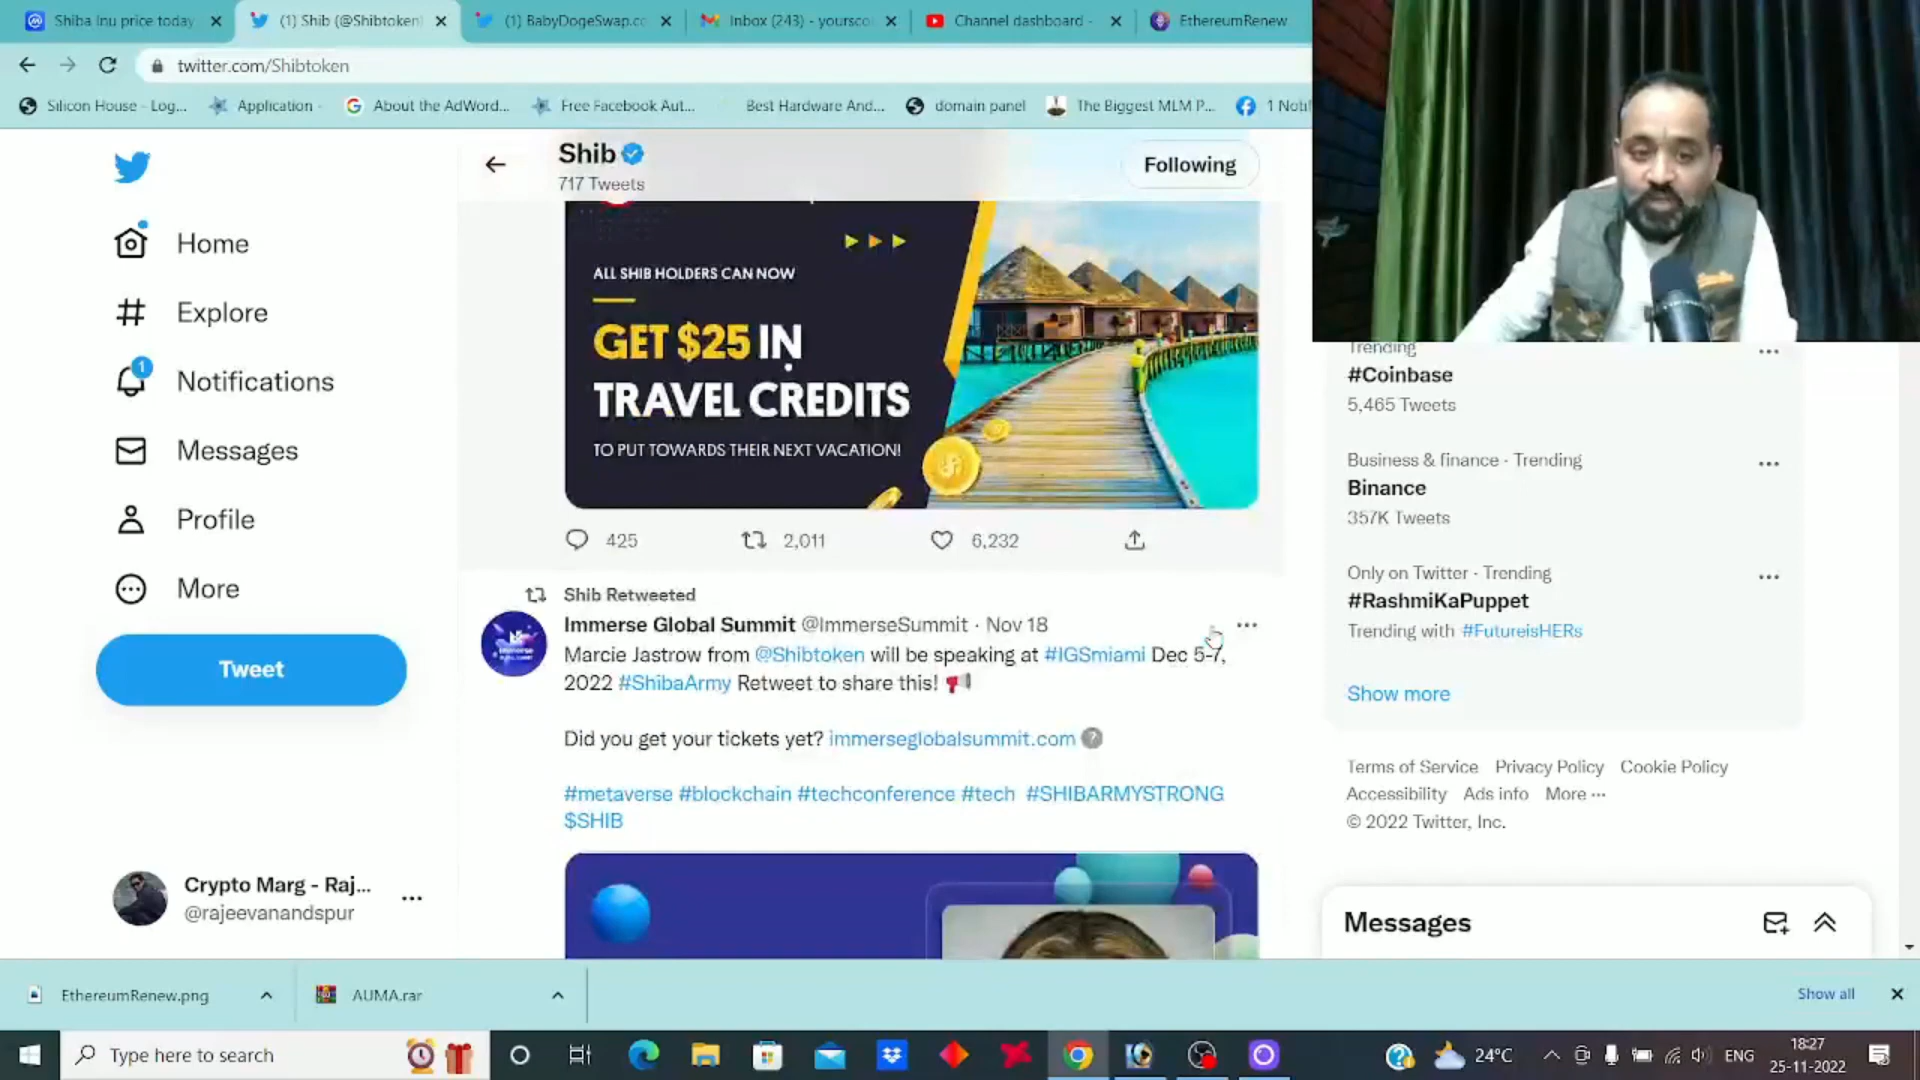 Shiba Inu price today
(1) Shib (@Shibtoken)
(1) BabyDogeSwap.co
Inbox (243) - yoursco
Channel dashboard -
EthereumRenew
twitter.com/Shibtoken
Silicon House - Log...
Application -
About the AdWord...
Free Facebook Aut...
Best Hardware And...
domain panel
The Biggest MLM P...
1 Noti
Shib
717 Tweets
Following
Home
Explore
Notifications
1
Messages
Profile
More
Tweet
Crypto Marg - Raj...
@rajeevanandspur
ALL SHIB HOLDERS CAN NOW
GET $25 IN
TRAVEL CREDITS
TO PUT TOWARDS THEIR NEXT VACATION!
425
2,011
6,232
Shib Retweeted
Immerse Global Summit @ImmerseSummit · Nov 18
Marcie Jastrow from @Shibtoken will be speaking at #IGSmiami Dec 5-7,
2022 #ShibaArmy Retweet to share this!
Did you get your tickets yet? immerseglobalsummit.com
#metaverse #blockchain #techconference #tech #SHIBARMYSTRONG
$SHIB
Trending
#Coinbase
5,465 Tweets
Business & finance · Trending
Binance
357K Tweets
Only on Twitter · Trending
#RashmiKaPuppet
Trending with #FutureisHERs
Show more
Terms of Service Privacy Policy Cookie Policy
Accessibility Ads info More ···
© 2022 Twitter, Inc.
Messages
EthereumRenew.png
AUMA.rar
Show all
Type here to search
24°C
ENG
18:27
25-11-2022